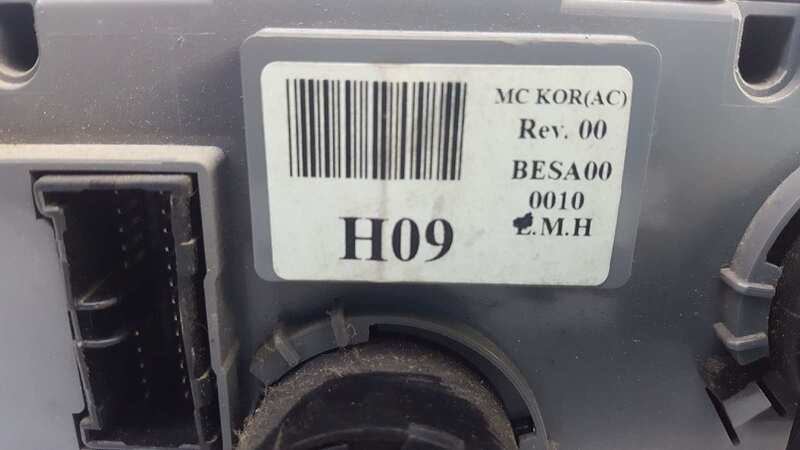 MC KOR(AC)
Rev. 00
BESA00
0010
L.M.H
H09